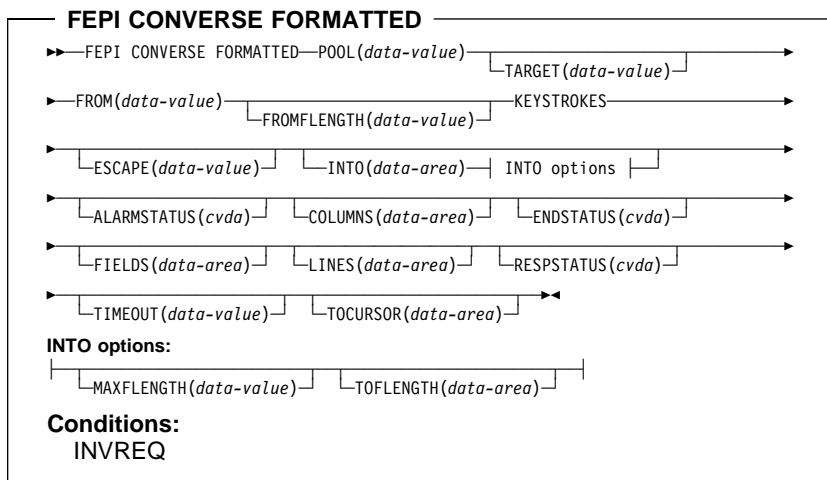 FEPI CONVERSE FORMATTED
FEPI CONVERSE FORMATTED POOL(data-value)
TARGET(data-value)
FROM(data-value) KEYSTROKES
FROMFLENGTH(data-value)
ESCAPE(data-value) INTO(data-area) INTO options
ALARMSTATUS(cvda) COLUMNS(data-area) ENDSTATUS(cvda)
FIELDS(data-area) LINES(data-area) RESPSTATUS(cvda)
TIMEOUT(data-value) TOCURSOR(data-area)
INTO options:
MAXFLENGTH(data-value) TOFLENGTH(data-area)
Conditions:
INVREQ